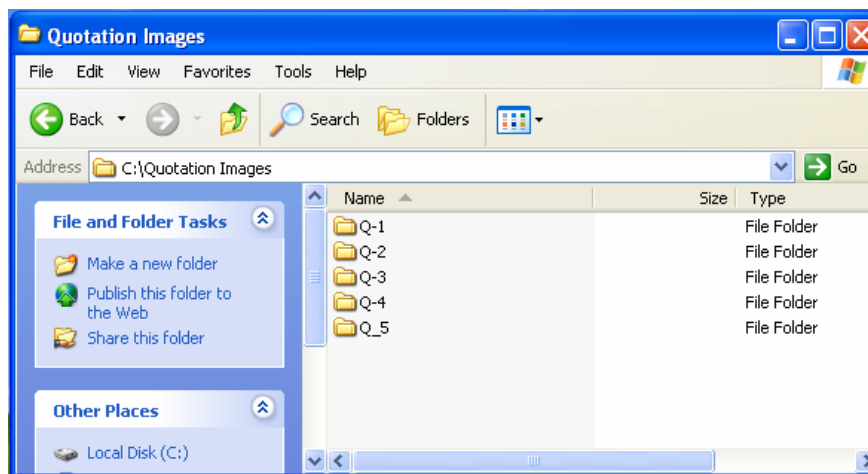 Quotation Images
File Edit View Favorites Tools Help
Back Search Folders
Address C:\Quotation Images Go
File and Folder Tasks
Make a new folder
Publish this folder to
the Web
Share this folder
Other Places
Local Disk (C:)
Name Size Type
Q-1 File Folder
Q-2 File Folder
Q-3 File Folder
Q-4 File Folder
Q_5 File Folder